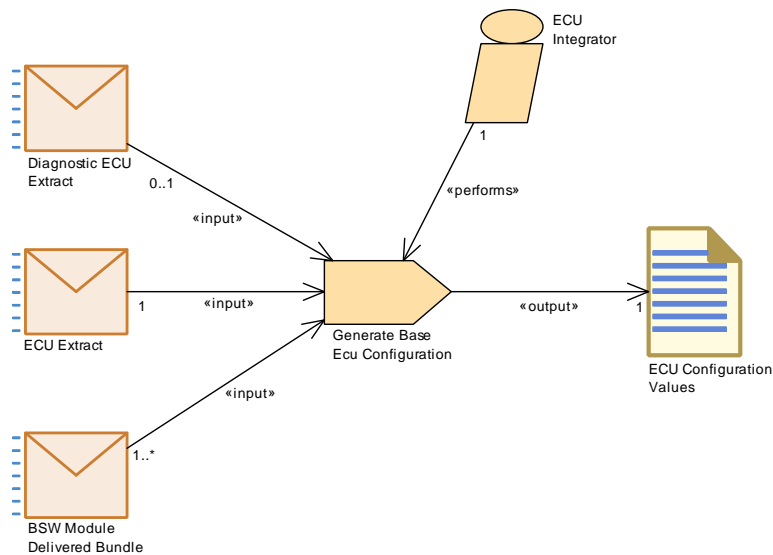 ECU
Integrator
1
«performs»
Diagnostic ECU
Extract
0..1
«input»
ECU Extract
1
«input»
Generate Base
Ecu Configuration
«output»
1
ECU Configuration
Values
«input»
1..*
BSW Module
Delivered Bundle